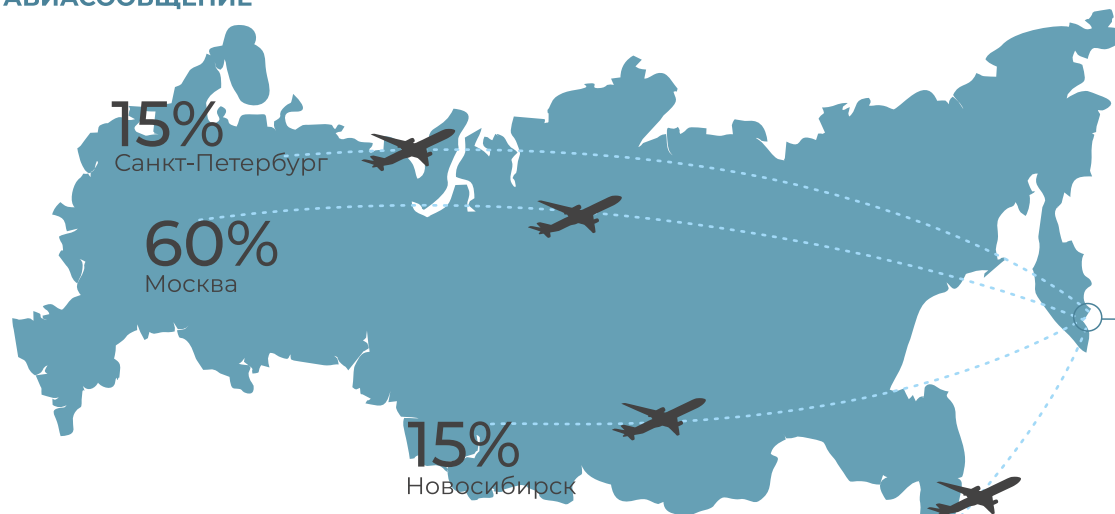 АВИАСООБЩЕНИЕ
15%
Санкт-Петербург
60%
Москва
15%
Новосибирск